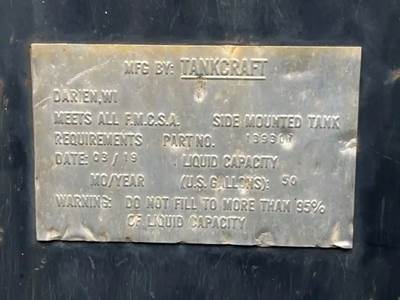 MFG BY: TANKCRAFT
DARIEN, WI
MEETS ALL F.M.C.S.A. SIDE MOUNTED TANK
REQUIREMENTS PART NO.
DATE: 03/19 LIQUID CAPACITY
MO/YEAR (U.S. GALLONS): 50
WARNING: DO NOT FILL TO MORE THAN 95%
OF LIQUID CAPACITY